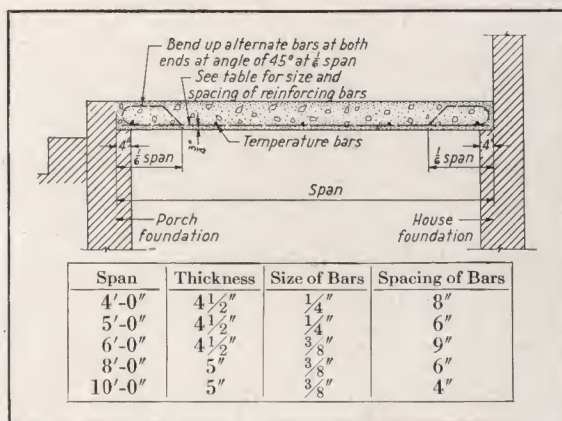 Bend up alternate bars at both
ends at angle of 45° at 1/6 span
See table for size and
spacing of reinforcing bars
4"
Temperature bars
4"
1/6 span
1/6 span
Span
Porch
foundation
House
foundation
Span Thickness Size of Bars Spacing of Bars
4'-0" 4 1/2" 1/4" 8"
5'-0" 4 1/2" 1/4" 6"
6'-0" 4 1/2" 3/8" 9"
8'-0" 5" 3/8" 6"
10'-0" 5" 3/8" 4"